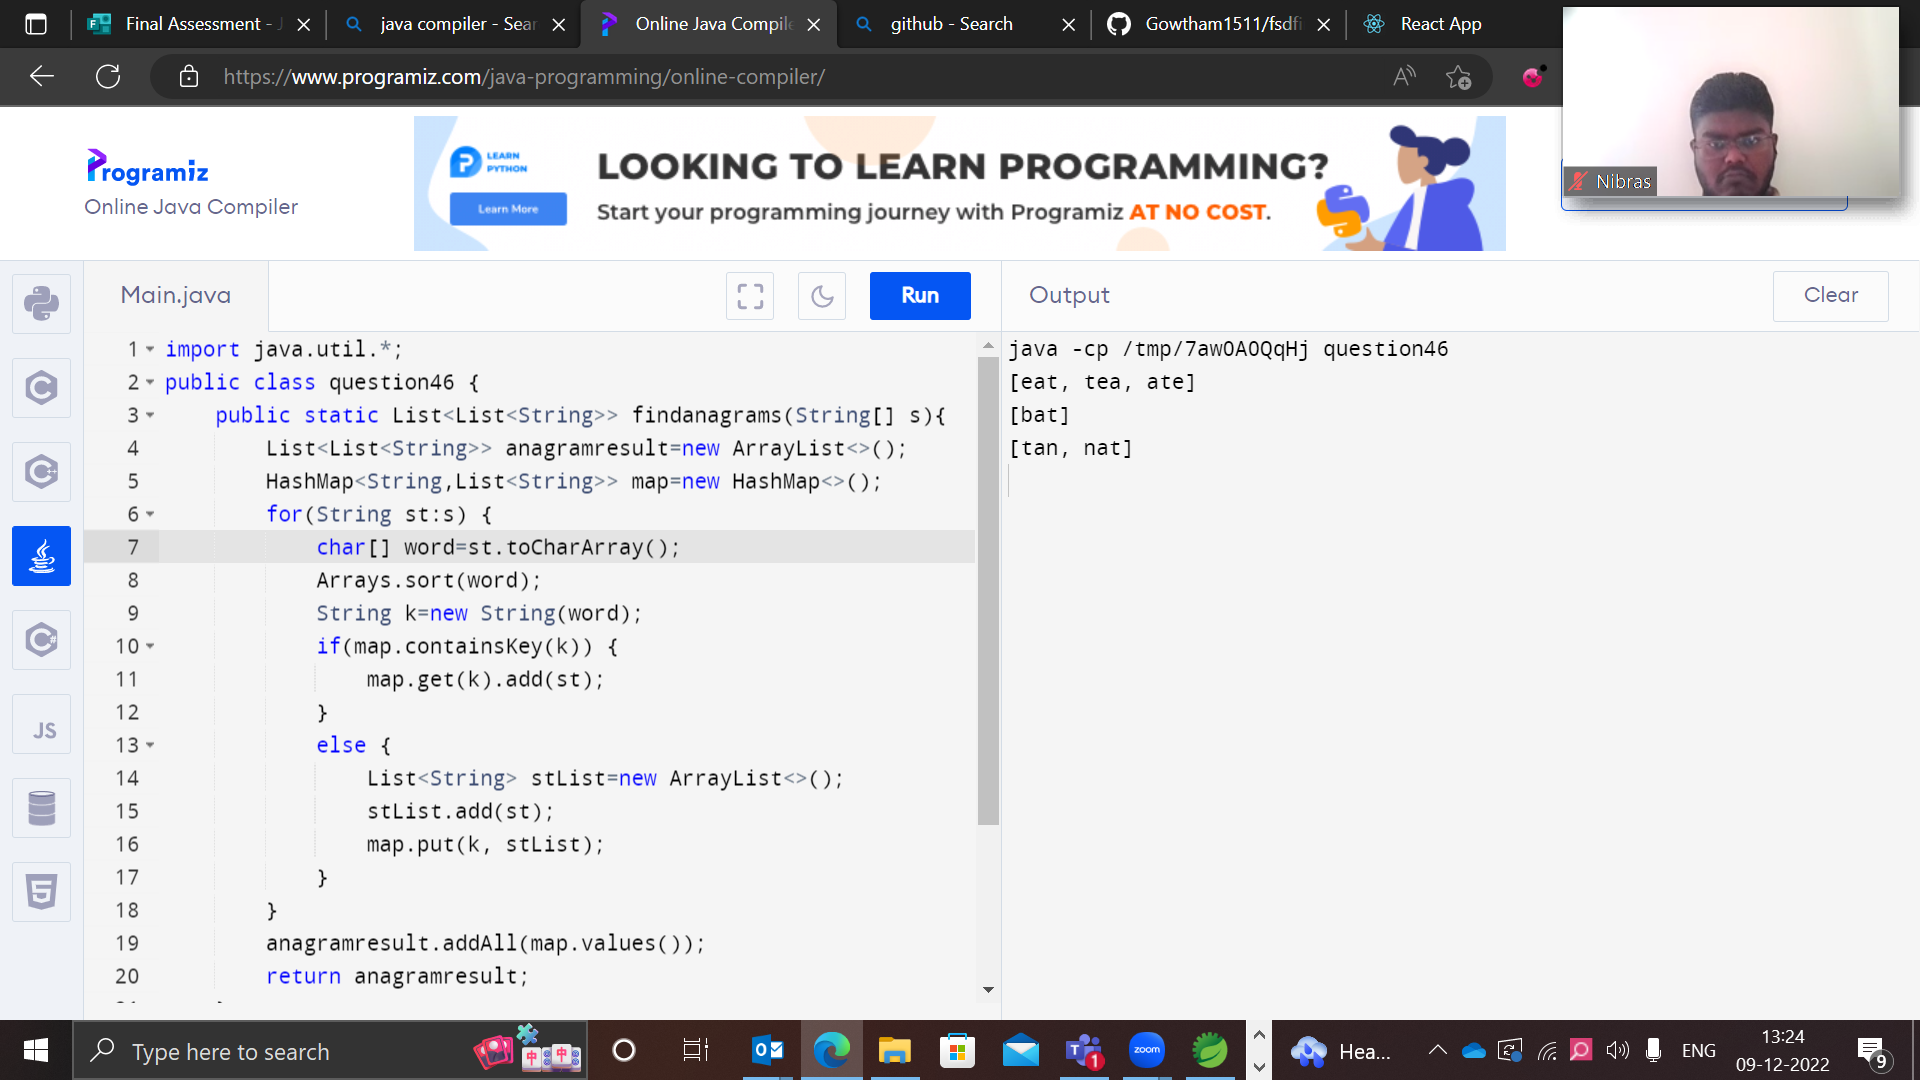 Final Assessment -
java compiler - Sear
Online Java Compile
github - Search
Gowtham1511/fsdfi
React App
https://www.programiz.com/java-programming/online-compiler/
Programiz
Online Java Compiler
LEARN
PYTHON
Learn More
LOOKING TO LEARN PROGRAMMING?
Start your programming journey with Programiz AT NO COST.
Nibras
Main.java
Run
Output
Clear
1 import java.util.*;
2 public class question46 {
3 public static List<List<String>> findanagrams(String[] s){
4 List<List<String>> anagramresult=new ArrayList<>();
5 HashMap<String,List<String>> map=new HashMap<>();
6 for(String st:s) {
7 char[] word=st.toCharArray();
8 Arrays.sort(word);
9 String k=new String(word);
10 if(map.containsKey(k)) {
11 map.get(k).add(st);
12 }
13 else {
14 List<String> stList=new ArrayList<>();
15 stList.add(st);
16 map.put(k, stList);
17 }
18 }
19 anagramresult.addAll(map.values());
20 return anagramresult;
java -cp /tmp/7awOA0QqHj question46
[eat, tea, ate]
[bat]
[tan, nat]
JS
Type here to search
zoom
1
Hea...
ENG
13:24
09-12-2022
9